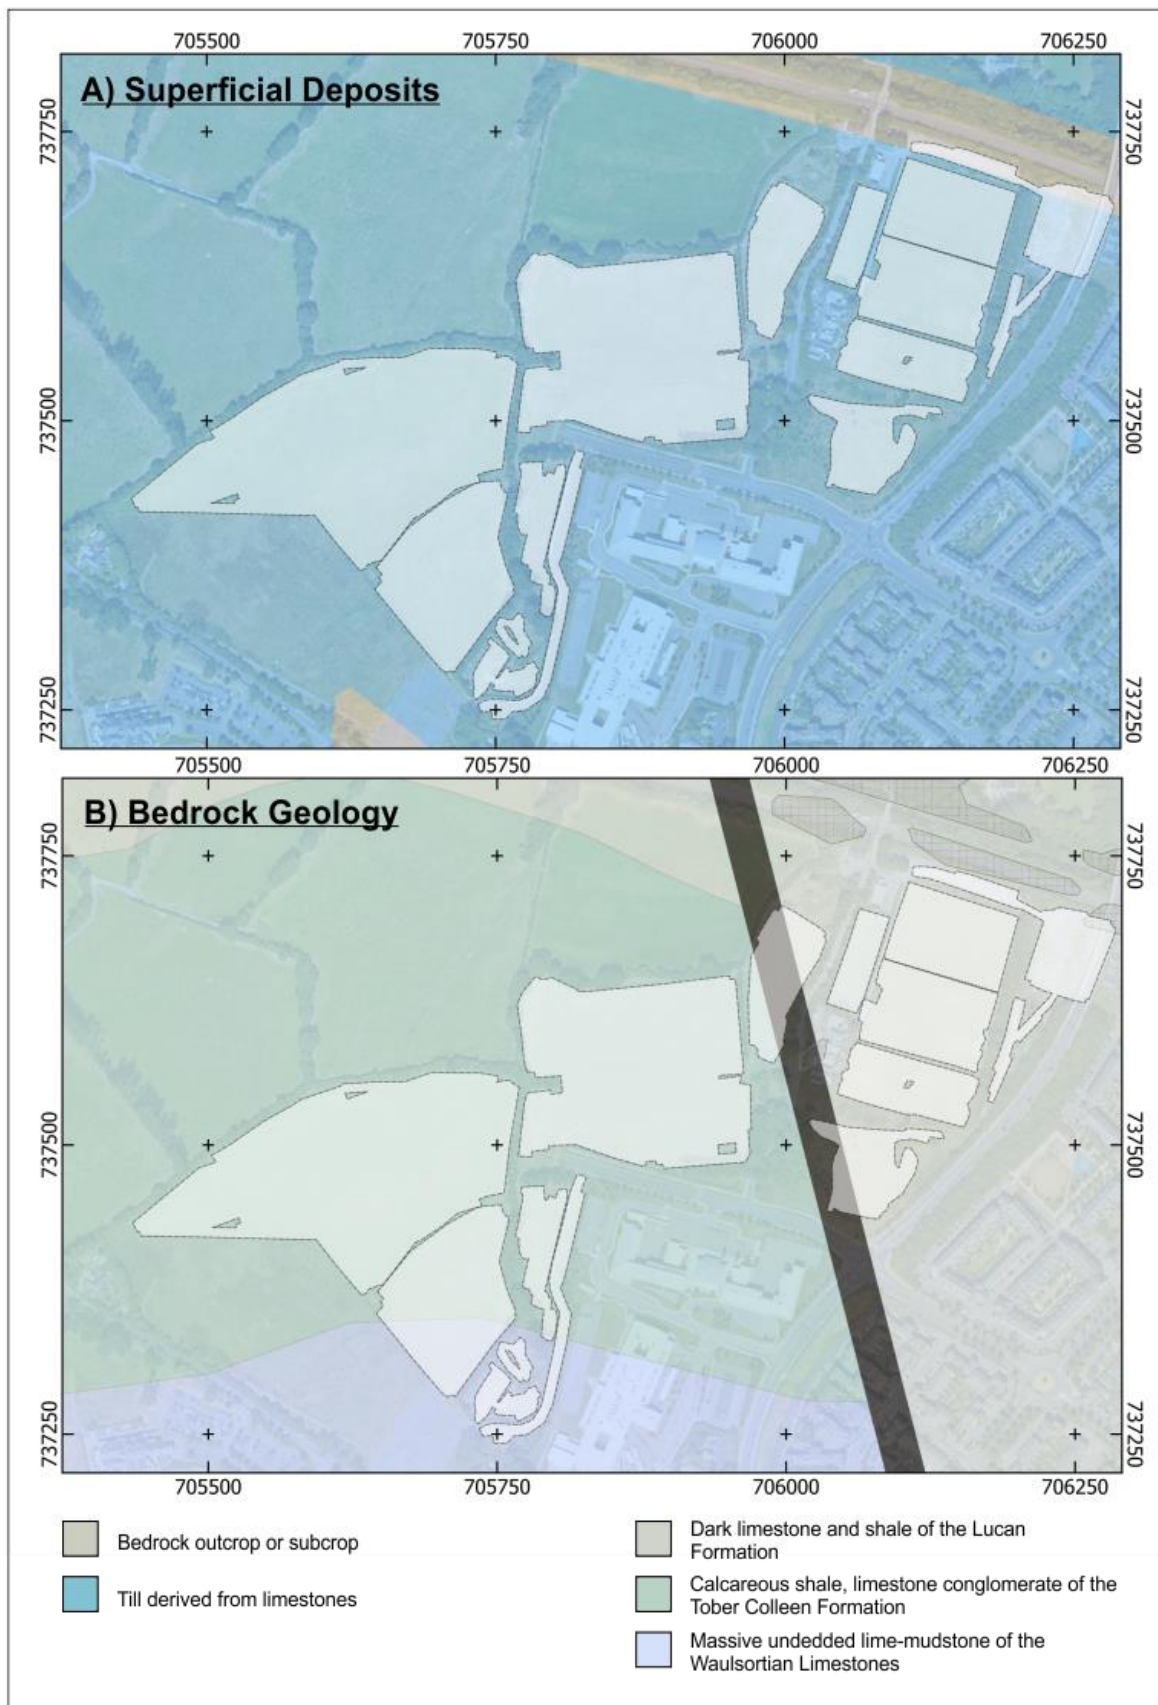 705500 705750 706000 706250
A) Superficial Deposits
737750 737750
737500 737500
737250 737250
705500 705750 706000 706250
B) Bedrock Geology
737750 737750
737500 737500
737250 737250
705500 705750 706000 706250
Bedrock outcrop or subcrop
Till derived from limestones
Dark limestone and shale of the Lucan
Formation
Calcareous shale, limestone conglomerate of the
Tober Colleen Formation
Massive undedded lime-mudstone of the
Waulsortian Limestones